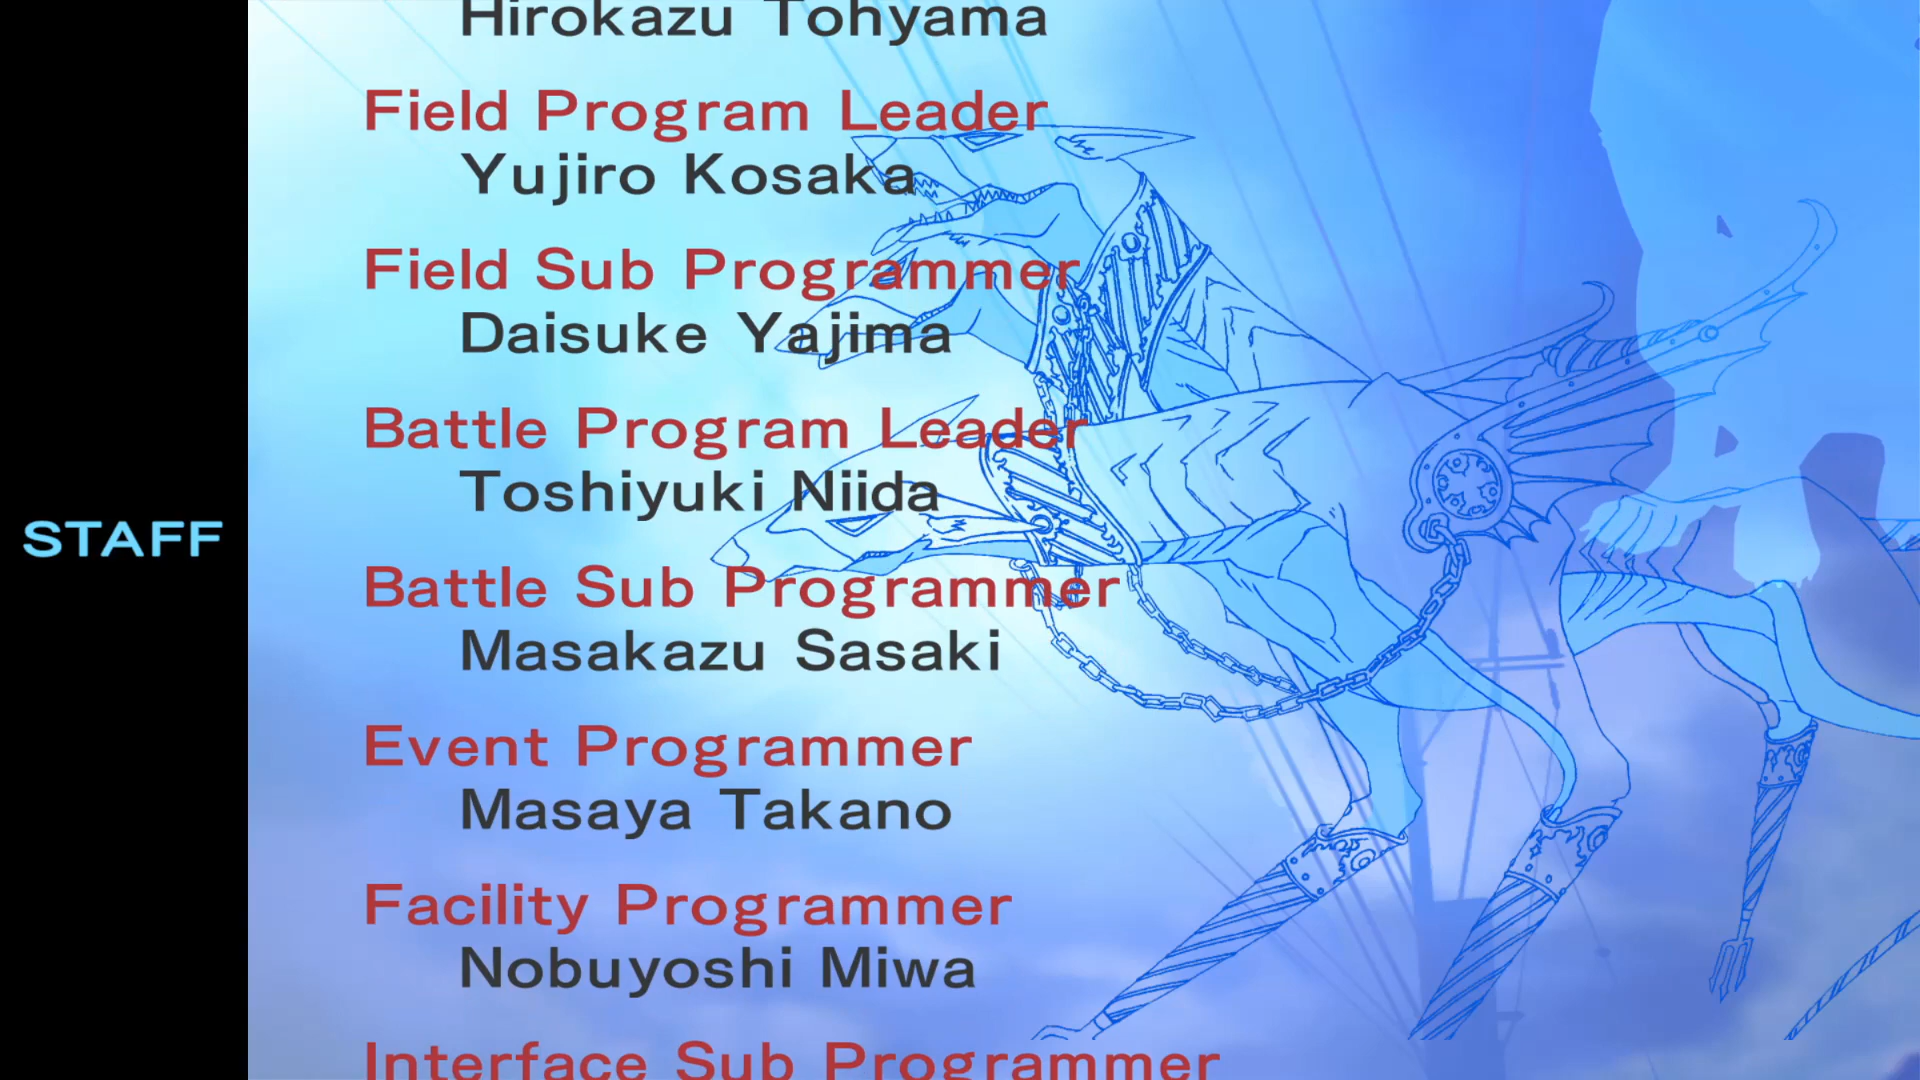 STAFF
Hirokazu Tohyama
Field Program Leader
Yujiro Kosaka
Field Sub Programmer
Daisuke Yajima
Battle Program Leader
Toshiyuki Niida
Battle Sub Programmer
Masakazu Sasaki
Event Programmer
Masaya Takano
Facility Programmer
Nobuyoshi Miwa
Interface Sub Programmer